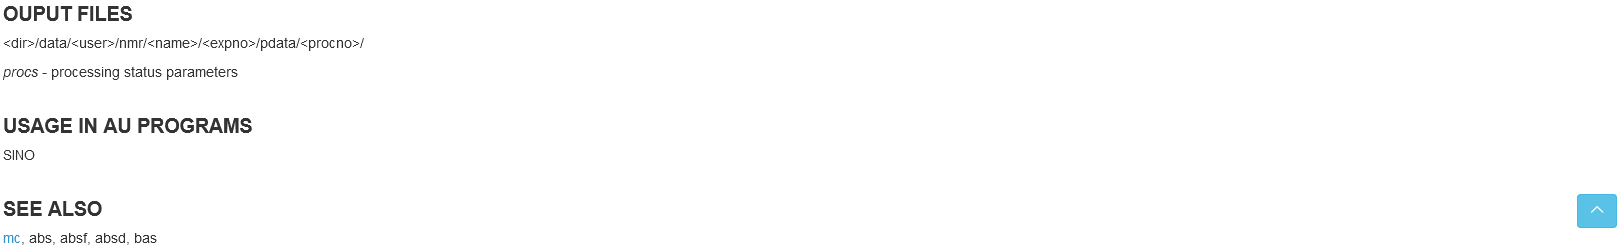 OUPUT FILES
<dir>/data/<user>/nmr/<name>/<expno>/pdata/<procno>/
procs - processing status parameters
USAGE IN AU PROGRAMS
SINO
SEE ALSO
mc, abs, absf, absd, bas